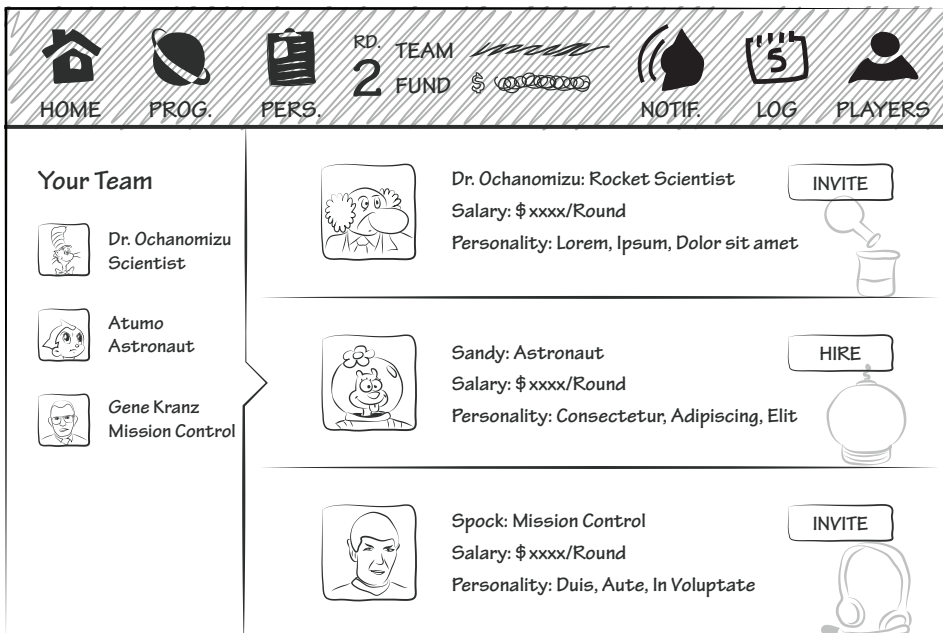 RD.
2
TEAM
FUND $
HOME
PROG.
PERS.
NOTIF.
5
LOG
PLAYERS
Your Team
Dr. Ochanomizu
Scientist
Atumo
Astronaut
Gene Kranz
Mission Control
Dr. Ochanomizu: Rocket Scientist
Salary: $xxxx/Round
Personality: Lorem, Ipsum, Dolor sit amet
INVITE
Sandy: Astronaut
Salary: $xxxx/Round
Personality: Consectetur, Adipiscing, Elit
HIRE
Spock: Mission Control
Salary: $xxxx/Round
Personality: Duis, Aute, In Voluptate
INVITE